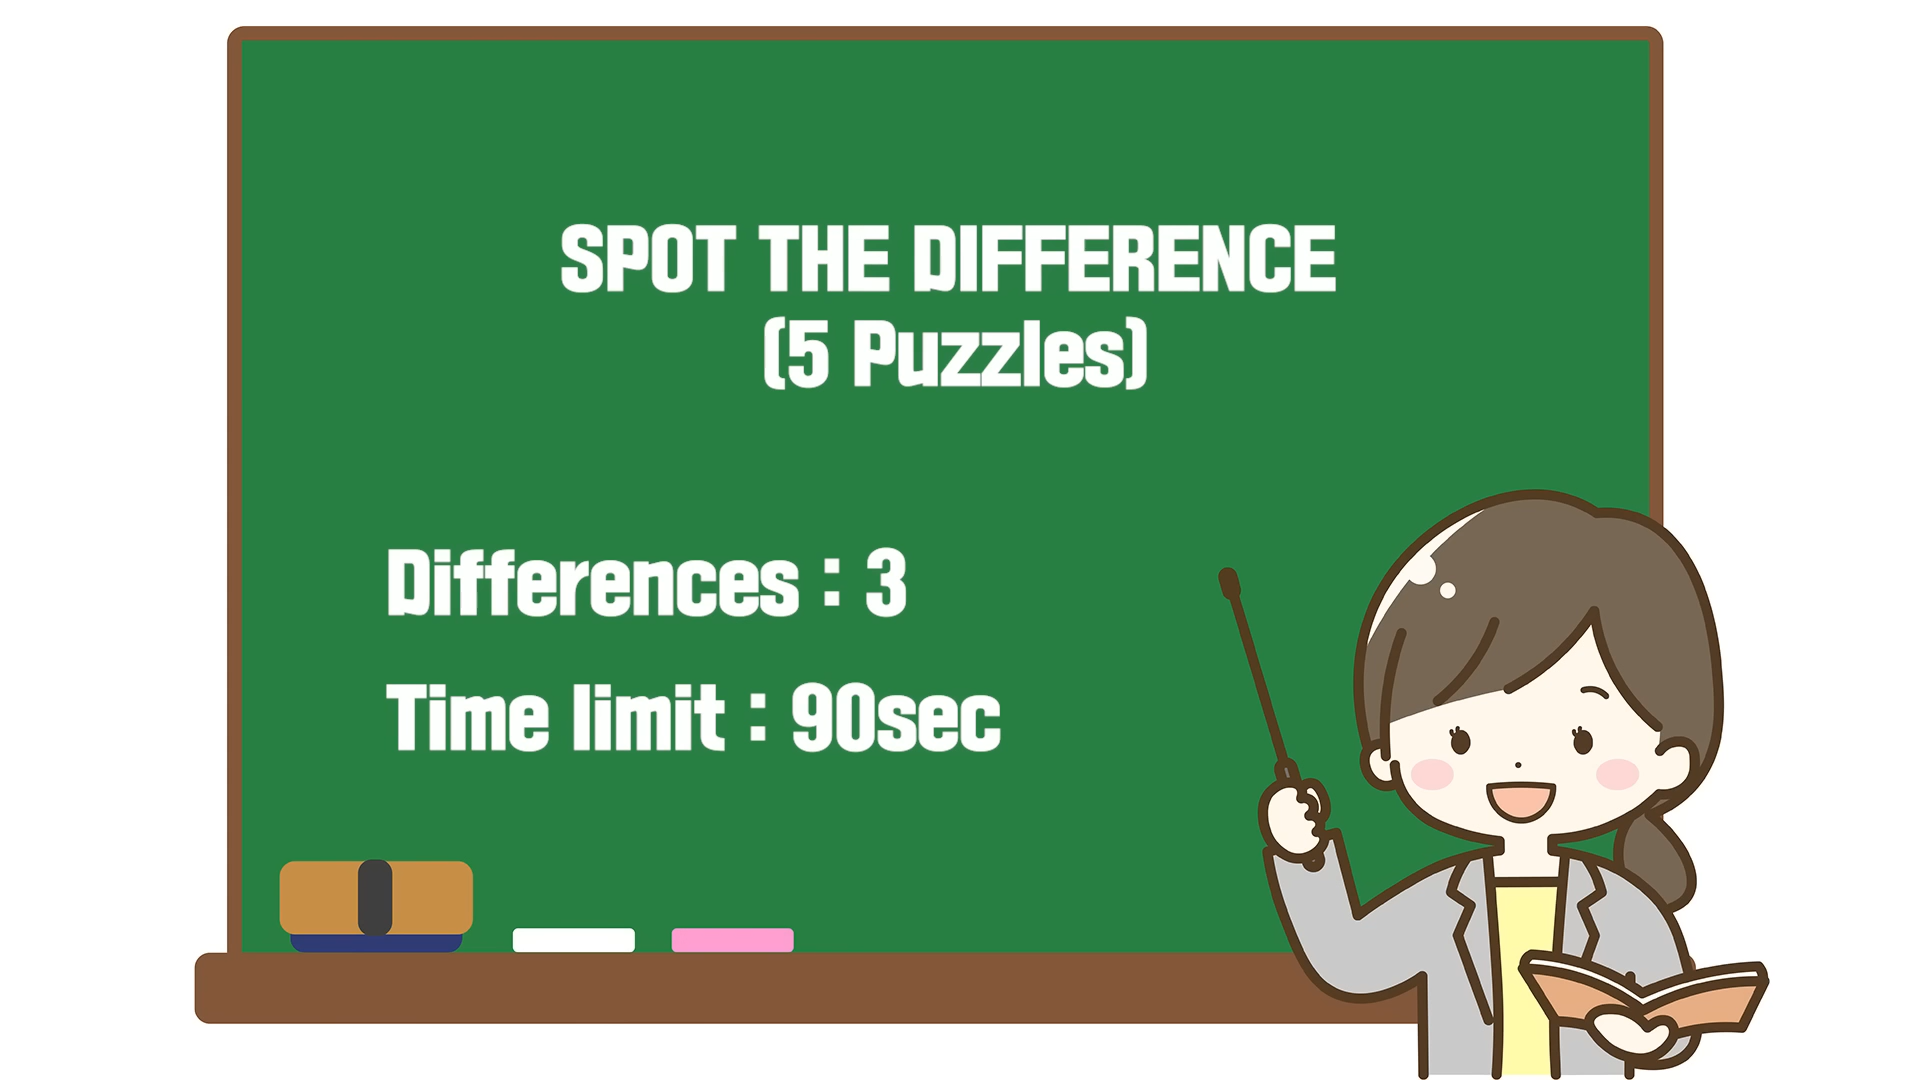 SPOT THE DIFFERENCE
(5 Puzzles)
Differences : 3
Time limit : 90sec